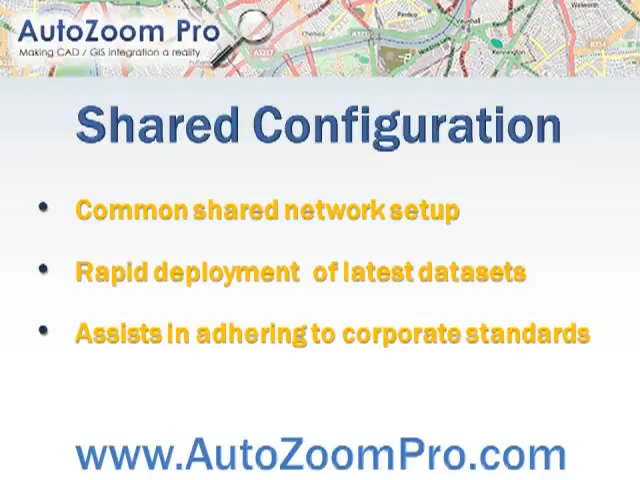 AutoZoom Pro
Making CAD / GIS integration a reality
Shared Configuration
• Common shared network setup
• Rapid deployment of latest datasets
• Assists in adhering to corporate standards
www.AutoZoomPro.com